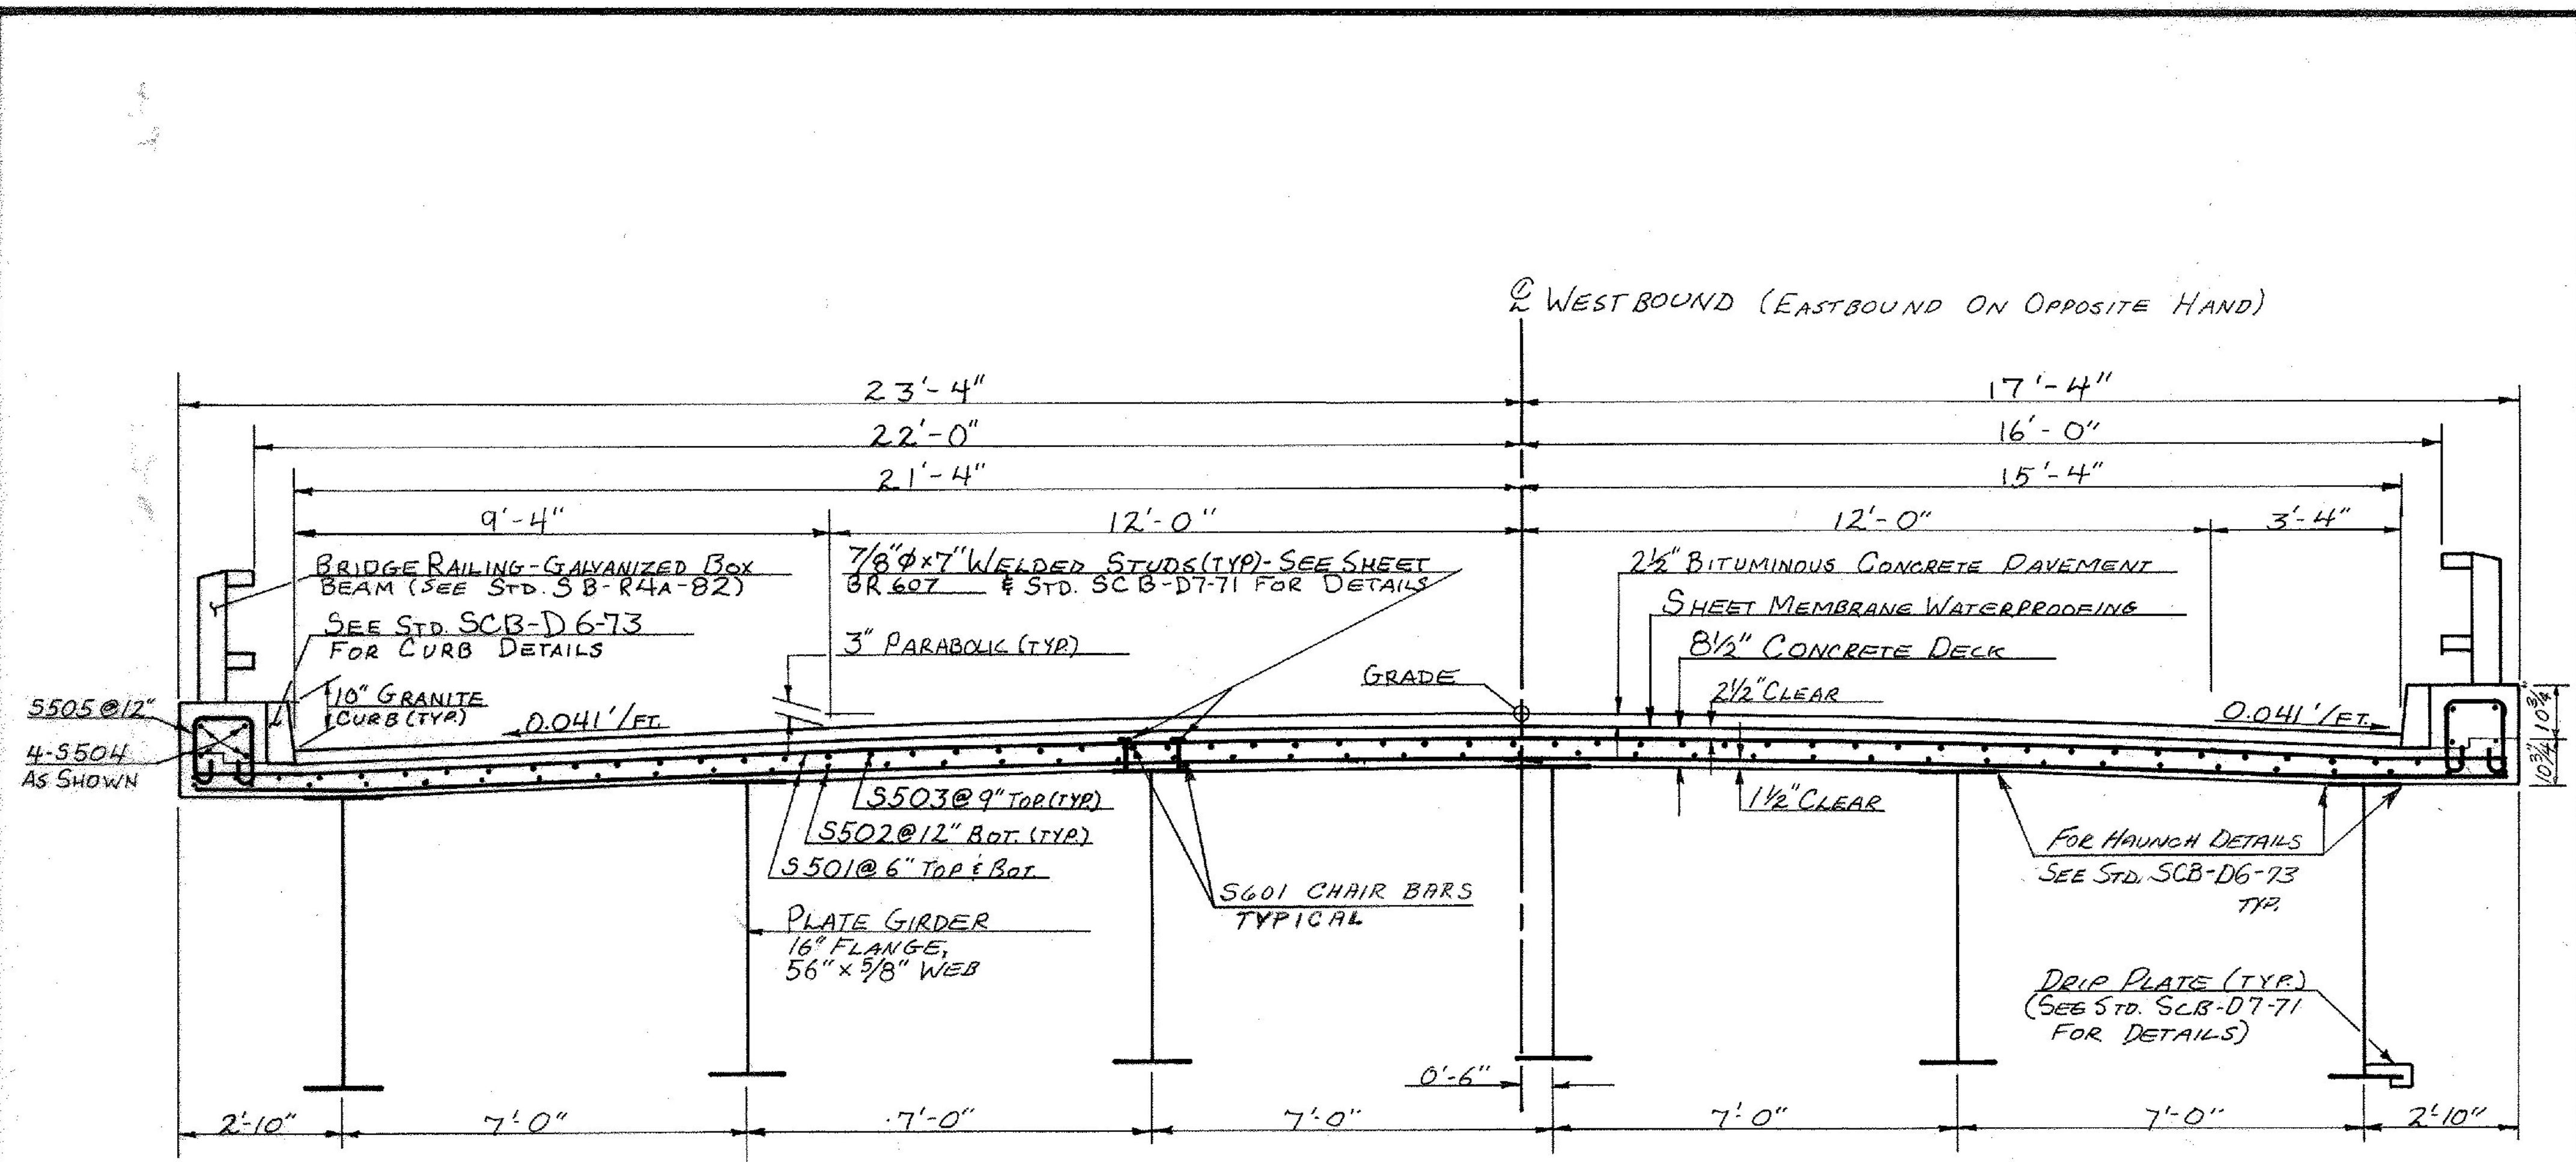 ℄ WESTBOUND (EASTBOUND ON OPPOSITE HAND)
23'-4"
17'-4"
22'-0"
16'-0"
21'-4"
15'-4"
9'-4"
12'-0"
12'-0"
3'-4"
BRIDGE RAILING-GALVANIZED BOX
BEAM (SEE STD. SB-R4A-82)
7/8"Φx7" WELDED STUDS (TYP)- SEE SHEET
BR 607 & STD. SCB-D7-71 FOR DETAILS
2½" BITUMINOUS CONCRETE PAVEMENT
SHEET MEMBRANE WATERPROOFING
SEE STD. SCB-D6-73
FOR CURB DETAILS
3" PARABOLIC (TYP.)
8½" CONCRETE DECK
GRADE
2½" CLEAR
10" GRANITE
CURB (TYP.)
S505@12"
0.041'/FT.
0.041'/FT.
10¾"
10¾"
4-S504
AS SHOWN
S503@9" TOP (TYP.)
1½" CLEAR
S502@12" BOT. (TYP.)
S501@6" TOP & BOT.
FOR HAUNCH DETAILS
SEE STD. SCB-D6-73
TYP.
S601 CHAIR BARS
TYPICAL
PLATE GIRDER
16" FLANGE,
56" x 5/8" WEB
DRIP PLATE (TYP.)
(SEE STD. SCB-D7-71
FOR DETAILS)
0'-6"
2'-10"
7'-0"
7'-0"
7'-0"
7'-0"
7'-0"
2'-10"